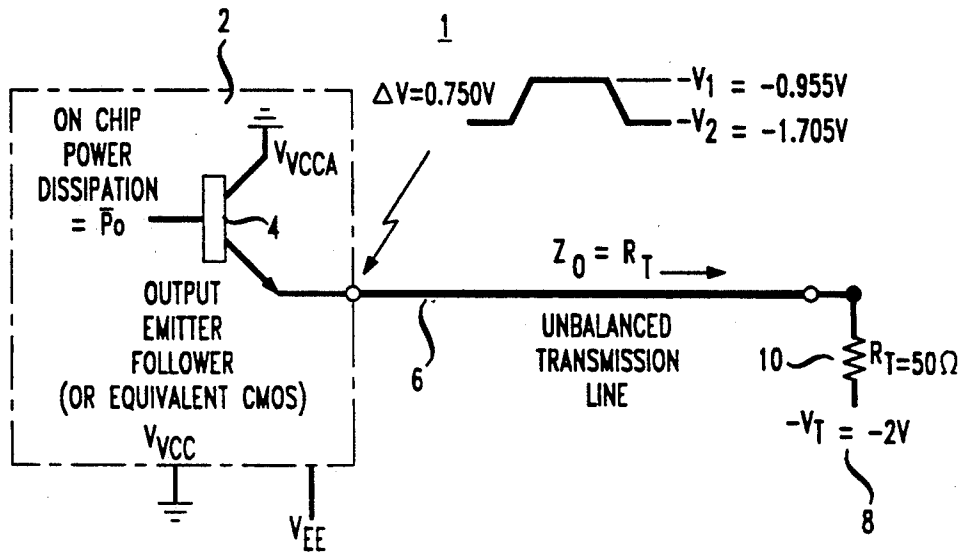 2
1
ΔV=0.750V
-V1 = -0.955V
-V2 = -1.705V
ON CHIP
POWER
DISSIPATION
= P̄o
VVCCA
4
OUTPUT
EMITTER
FOLLOWER
(OR EQUIVALENT CMOS)
VVCC
VEE
Z0 = RT
6
UNBALANCED
TRANSMISSION
LINE
10
RT=50Ω
-VT = -2V
8